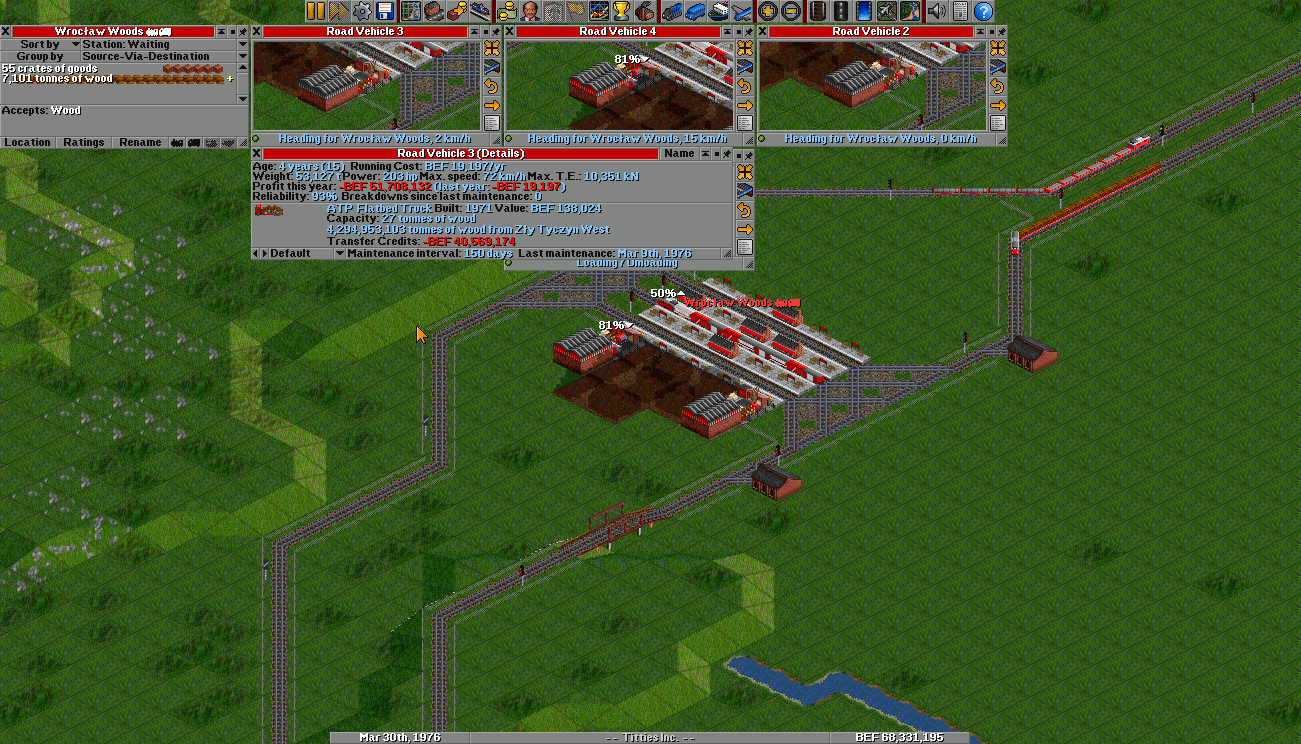 Wrocław Woods
Sort by
Station: Waiting
Group by
Source-Via-Destination
55 crates of goods
7,101 tonnes of wood
+
Accepts: Wood
Location
Ratings
Rename
Road Vehicle 3
Heading for Wrocław Woods, 2 km/h
Road Vehicle 4
81%
Heading for Wrocław Woods, 15 km/h
Road Vehicle 2
Heading for Wrocław Woods, 0 km/h
Road Vehicle 3 (Details)
Name
Age: 4 years (15) Running Cost: BEF 19,197/yr
Weight: 53,127 t Power: 203 hp Max. speed: 72 km/h Max. T.E.: 10,351 kN
Profit this year: -BEF 61,708,132 (last year: -BEF 19,197)
Reliability: 93% Breakdowns since last maintenance: 0
ATP Flatbed Truck Built: 1971 Value: BEF 138,024
Capacity: 27 tonnes of wood
4,294,953,103 tonnes of wood from Zły Tyczyn West
Transfer Credits: -BEF 40,569,174
Default
Maintenance interval: 150 days Last maintenance: Mar 9th, 1976
Loading / Unloading
50%
Wrocław Woods
81%
Mar 30th, 1976
-- Titties Inc. --
BEF 68,331,195